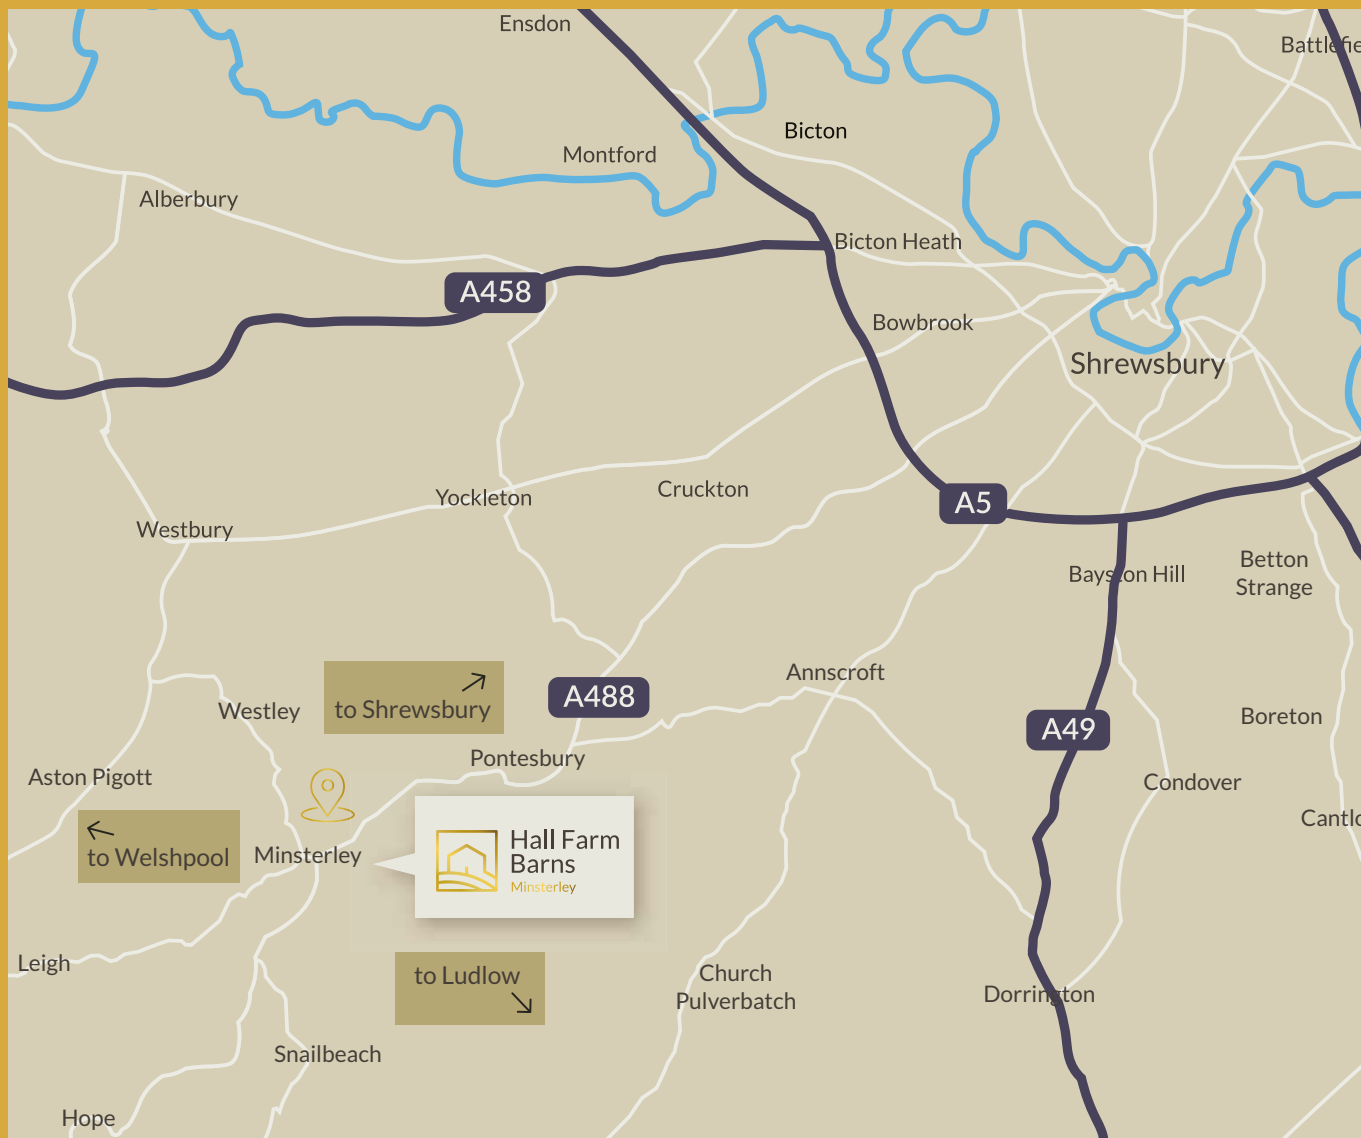 Ensdon
Battlefie
Bicton
Montford
Alberbury
Bicton Heath
A458
Bowbrook
Shrewsbury
Cruckton
Yockleton
A5
Westbury
Bayston Hill
Betton
Strange
Annscroft
A488
to Shrewsbury
Westley
Boreton
A49
Pontesbury
Aston Pigott
Condover
Cantlo
to Welshpool
Minsterley
Hall Farm
Barns
Minsterley
Leigh
to Ludlow
Church
Pulverbatch
Dorrington
Snailbeach
Hope